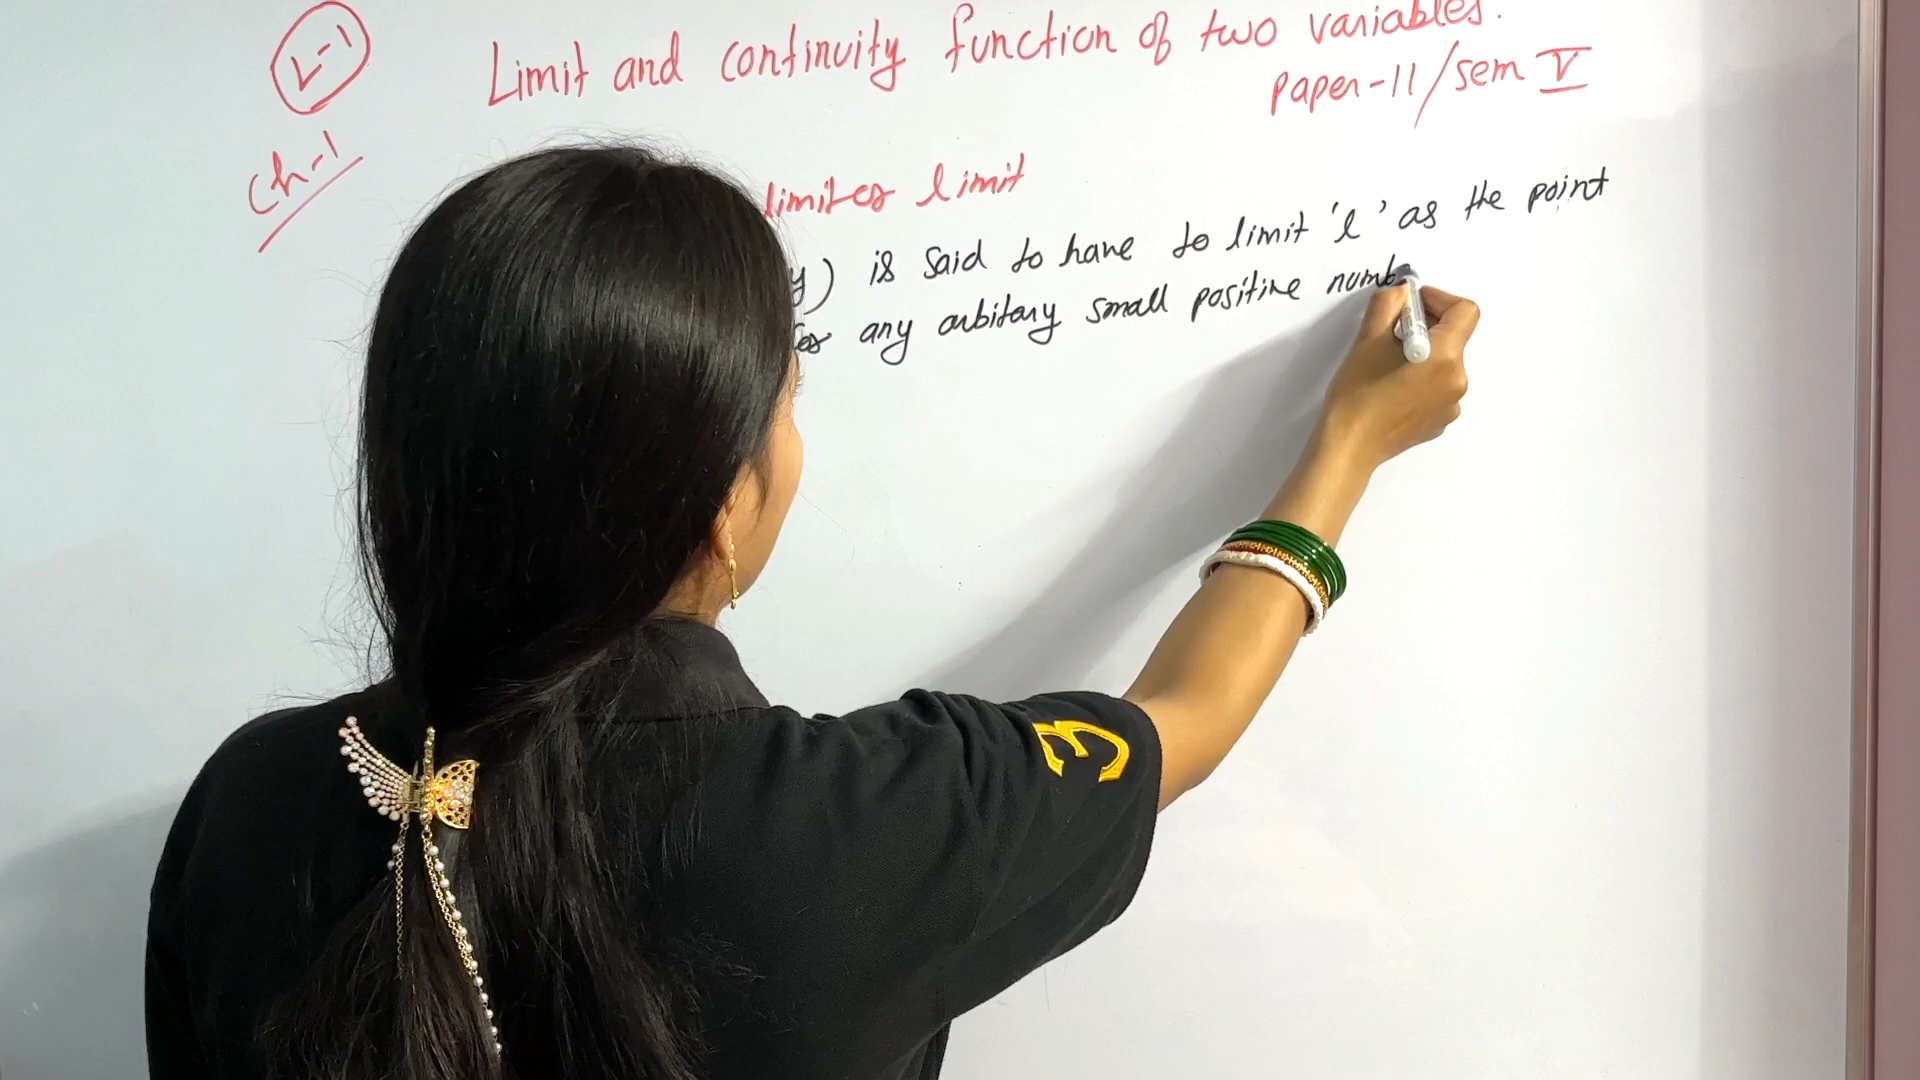 L-1
Limit and continuity function of two variables.
paper-11/sem V
Ch-1
limites limit
y) is said to have to limit 'l' as the point
any arbitary small positive numb